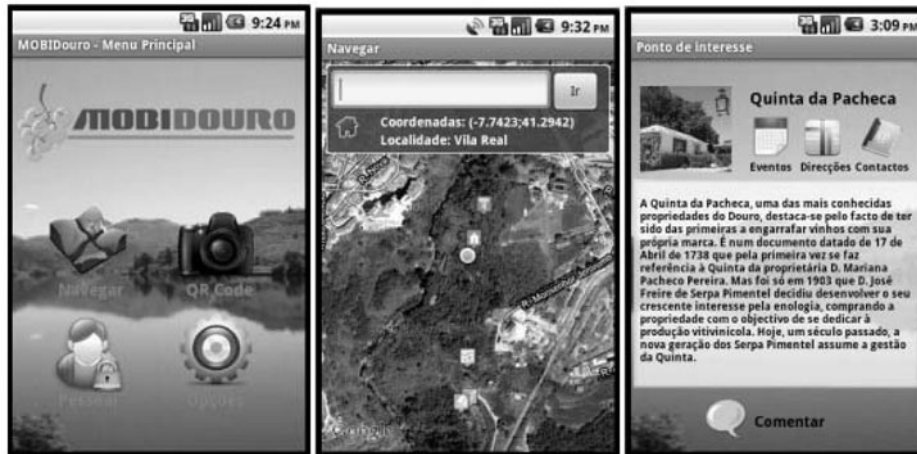 9:24 PM
MOBIDouro - Menu Principal
MOBIDOURO
Navegar
QR Code
Pessoal
Opções
9:32 PM
Navegar
Ir
Coordenadas: (-7.7423;41.2942)
Localidade: Vila Real
3:09 PM
Ponto de interesse
Quinta da Pacheca
Eventos Direcções Contactos
A Quinta da Pacheca, uma das mais conhecidas
propriedades do Douro, destaca-se pelo facto de ter
sido das primeiras a engarrafar vinhos com sua
própria marca. É num documento datado de 17 de
Abril de 1738 que pela primeira vez se faz
referência à Quinta da proprietária D. Mariana
Pacheco Pereira. Mas foi só em 1903 que D. José
Freire de Serpa Pimentel decidiu desenvolver o seu
crescente interesse pela enologia, comprando a
propriedade com o objectivo de se dedicar à
produção vitivinícola. Hoje, um século passado, a
nova geração dos Serpa Pimentel assume a gestão
da Quinta.
Comentar